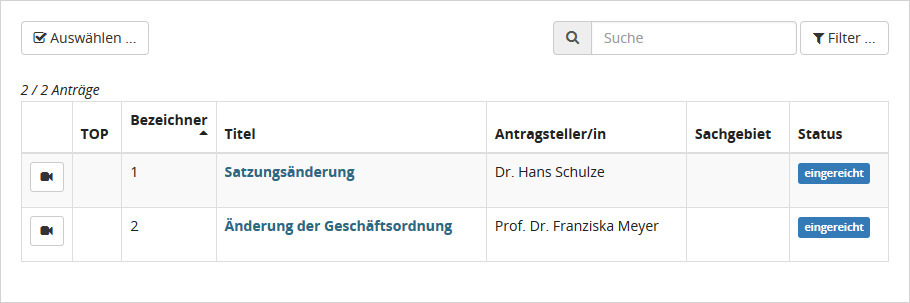 Auswählen ...
Suche
Filter ...
2 / 2 Anträge
TOP Bezeichner Titel Antragsteller/in Sachgebiet Status
1 Satzungsänderung Dr. Hans Schulze eingereicht
2 Änderung der Geschäftsordnung Prof. Dr. Franziska Meyer eingereicht